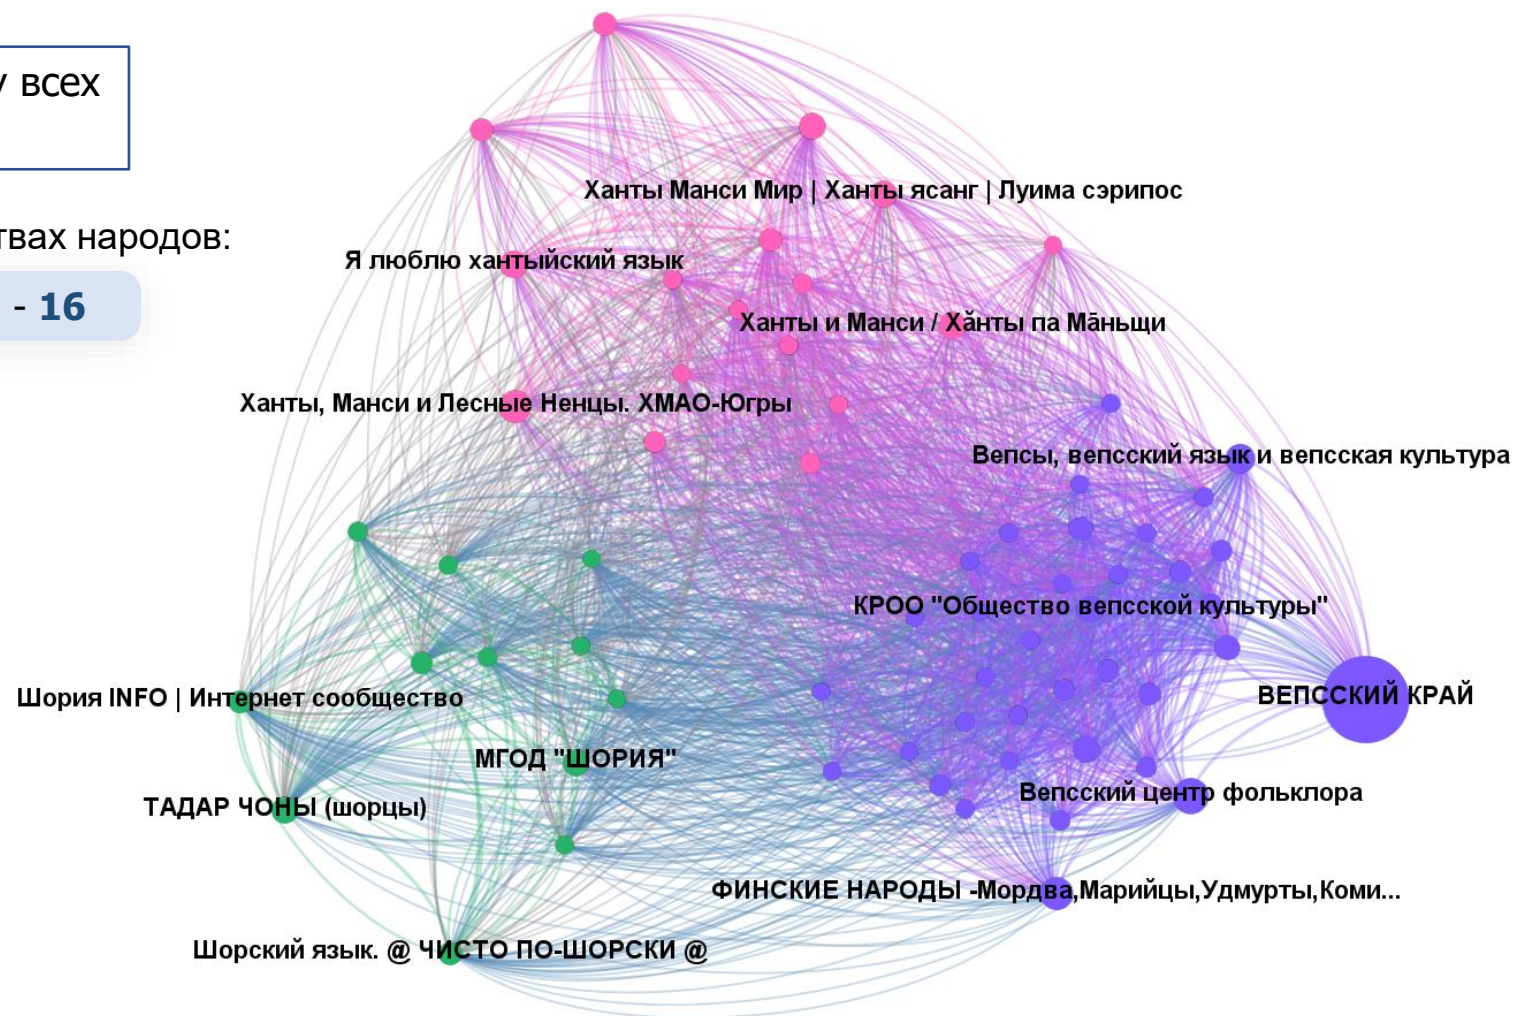 у всех
Ханты Манси Мир | Ханты ясанг | Луима сэрипос
народов:
Я люблю хантыйский язык
- 16
Ханты и Манси / Хӑнты па Мāньщи
Ханты, Манси и Лесные Ненцы. ХМАО-Югры
Вепсы, вепсский язык и вепсская культура
КРОО "Общество вепсской культуры"
Шория INFO | Интернет сообщество
ВЕПССКИЙ КРАЙ
МГОД "ШОРИЯ"
ТАДАР ЧОНЫ (шорцы)
Вепсский центр фольклора
ФИНСКИЕ НАРОДЫ -Мордва,Марийцы,Удмурты,Коми...
Шорский язык. @ ЧИСТО ПО-ШОРСКИ @